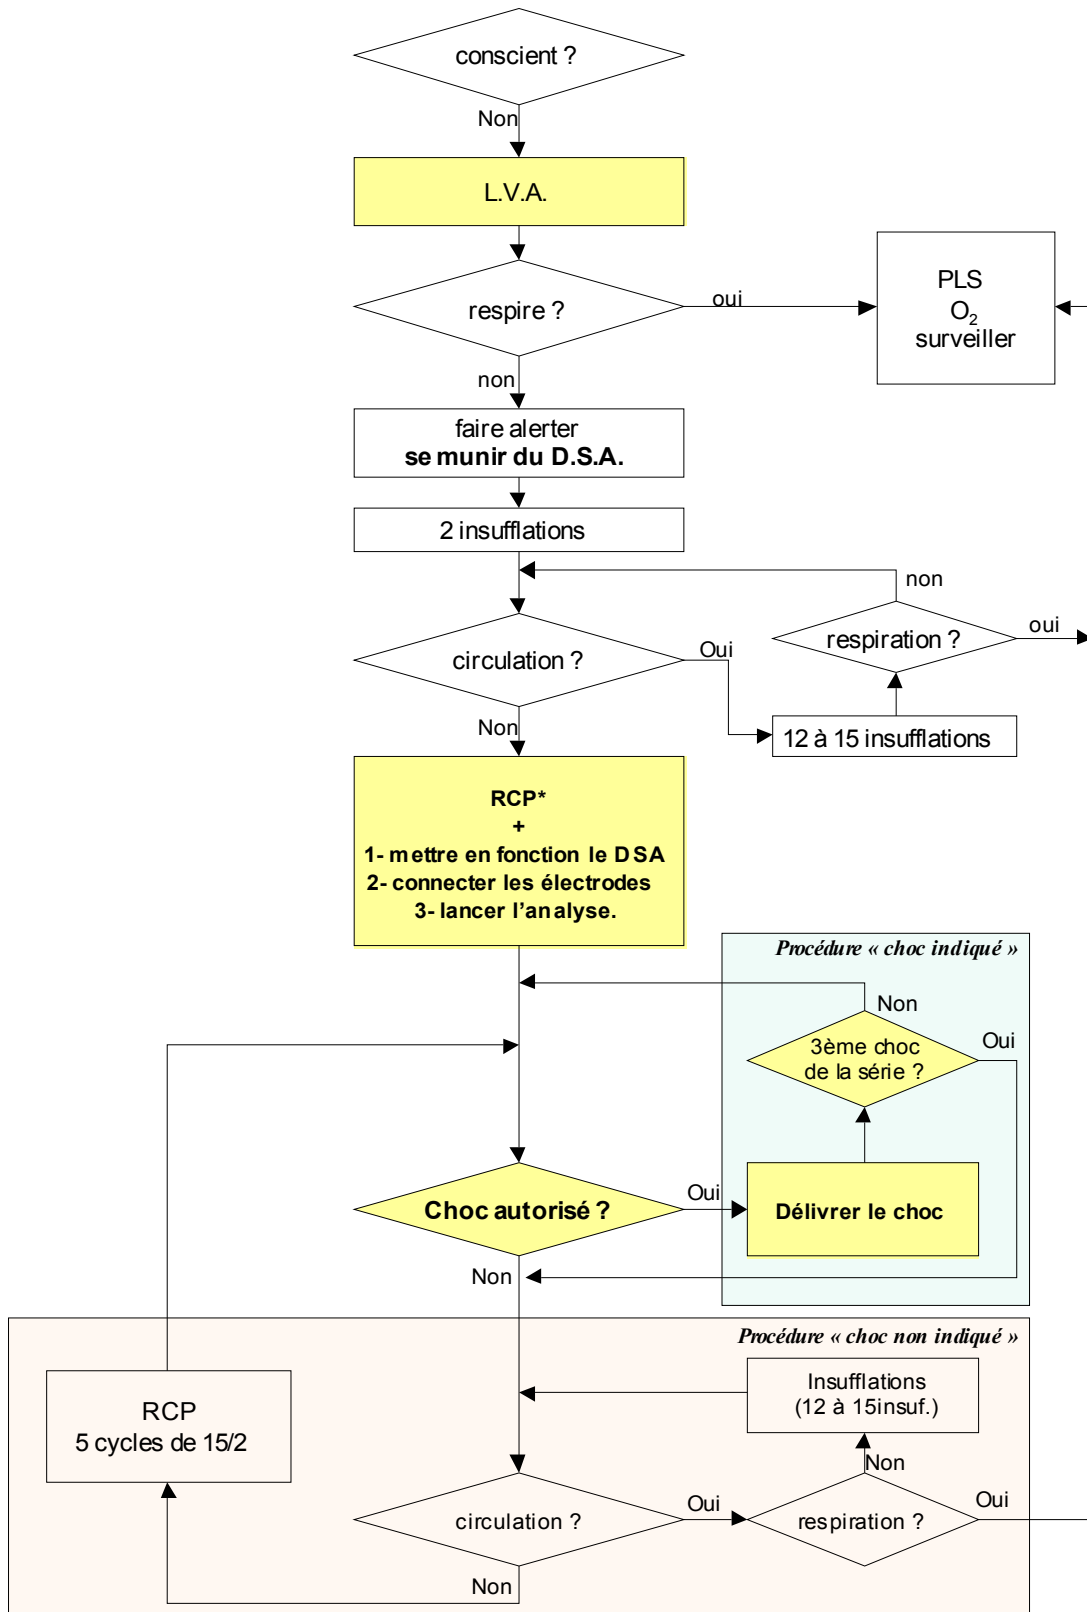 conscient ?
Non
L.V.A.
respire ?
oui
PLS
O₂
surveiller
non
faire alerter
se munir du D.S.A.
2 insufflations
non
respiration ?
oui
circulation ?
Oui
Non
12 à 15 insufflations
RCP*
+
1- mettre en fonction le DSA
2- connecter les électrodes
3- lancer l’analyse.
Procédure « choc indiqué »
Non
3ème choc
de la série ?
Oui
Choc autorisé ?
Oui
Délivrer le choc
Non
Procédure « choc non indiqué »
Insufflations
(12 à 15insuf.)
RCP
5 cycles de 15/2
Non
circulation ?
Oui
respiration ?
Oui
Non